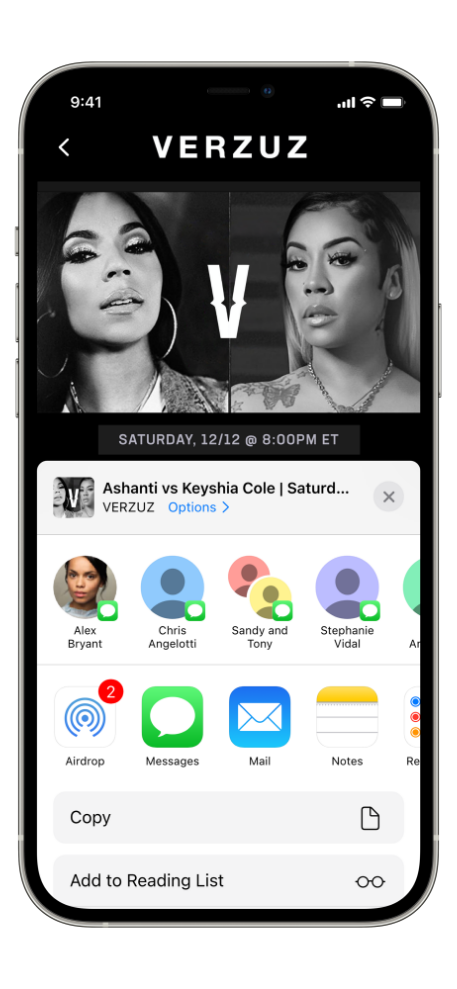 9:41
VERZUZ
V
SATURDAY, 12/12 @ 8:00PM ET
V
Ashanti vs Keyshia Cole | Saturd...
VERZUZ Options >
Alex
Bryant
Chris
Angelotti
Sandy and
Tony
Stephanie
Vidal
Ar
2
Airdrop
Messages
Mail
Notes
Re
Copy
Add to Reading List